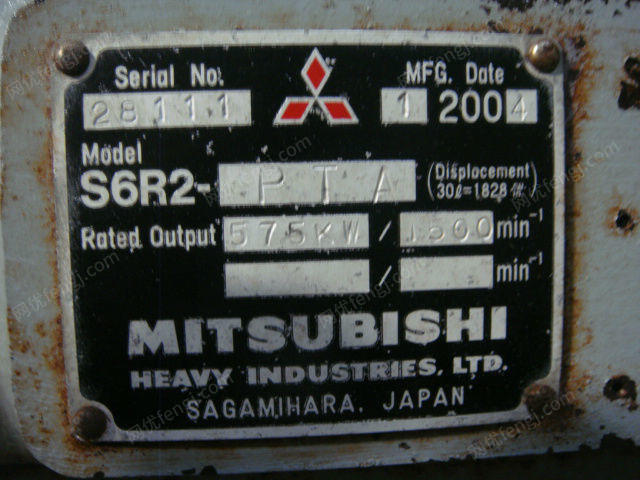 Serial No. MFG. Date
28111 1 2004
Model
S6R2- PTA (Displacement
30ℓ=1828 in³)
Rated Output 575KW / 1500 min⁻¹
/ min⁻¹
MITSUBISHI
HEAVY INDUSTRIES, LTD.
SAGAMIHARA, JAPAN